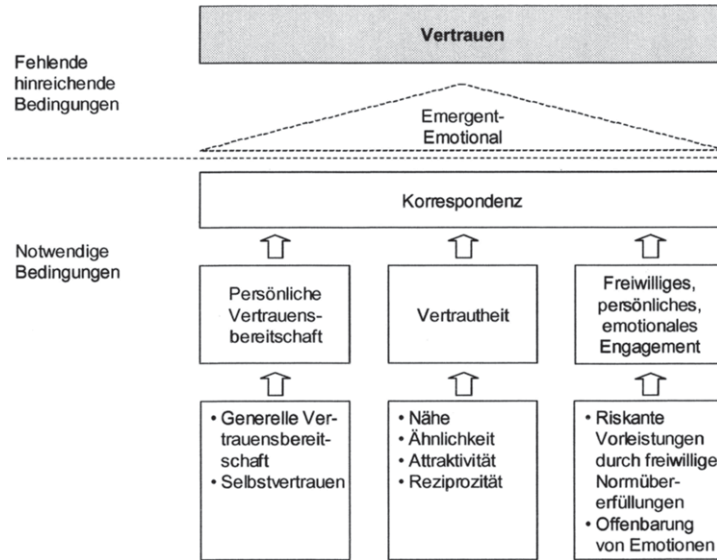 Vertrauen
Fehlende
hinreichende
Bedingungen
Emergent-
Emotional
Korrespondenz
Notwendige
Bedingungen
Persönliche
Vertrauens-
bereitschaft
Vertrautheit
Freiwilliges,
persönliches,
emotionales
Engagement
• Generelle Ver-
trauensbereit-
schaft
• Selbstvertrauen
• Nähe
• Ähnlichkeit
• Attraktivität
• Reziprozität
• Riskante
Vorleistungen
durch freiwillige
Normüber-
erfüllungen
• Offenbarung
von Emotionen